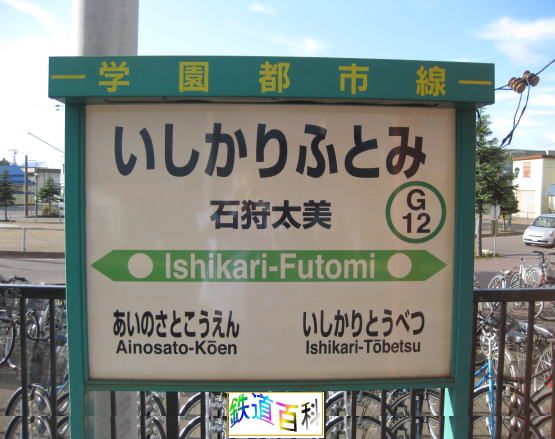 学園都市線
いしかりふとみ
石狩太美
G
12
Ishikari-Futomi
あいのさとこうえん
Ainosato-Kōen
いしかりとうべつ
Ishikari-Tōbetsu
鉄道百科